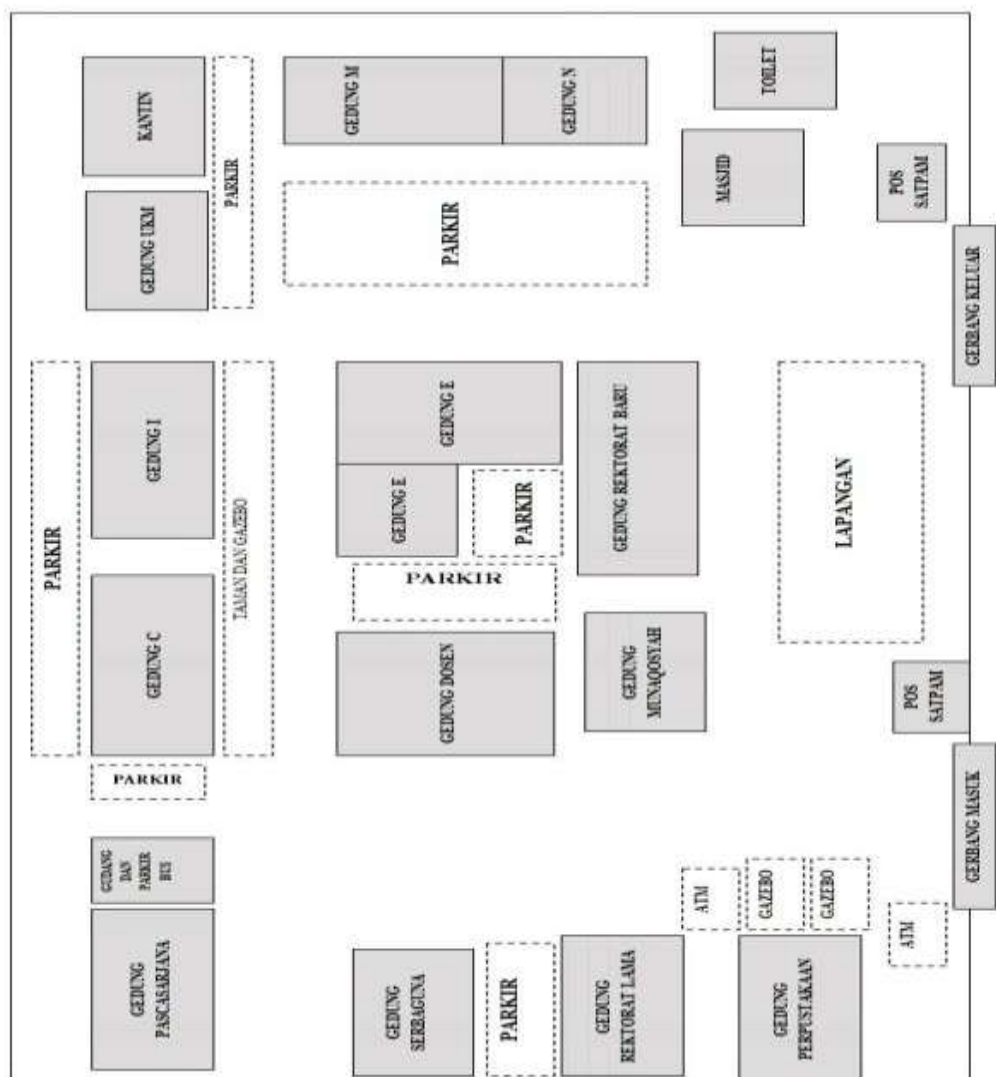 KANTIN
PARKIR
GEDUNG M
GEDUNG N
TOILET
MASJID
POS
SATPAM
GEDUNG UKM
PARKIR
GERBANG KELUAR
PARKIR
GEDUNG I
TAMAN DAN GAZEBO
GEDUNG E
GEDUNG E
PARKIR
GEDUNG REKTORAT BARU
LAPANGAN
PARKIR
GEDUNG C
GEDUNG DOSEN
GEDUNG
MUNAQOSYAH
POS
SATPAM
PARKIR
GERBANG MASUK
GUDANG
DAN
PARKIR
BUS
ATM
GAZEBO
GAZEBO
ATM
GEDUNG
PASCASARJANA
GEDUNG
SERBAGUNA
PARKIR
GEDUNG
REKTORAT LAMA
GEDUNG
PERPUSTAKAAN